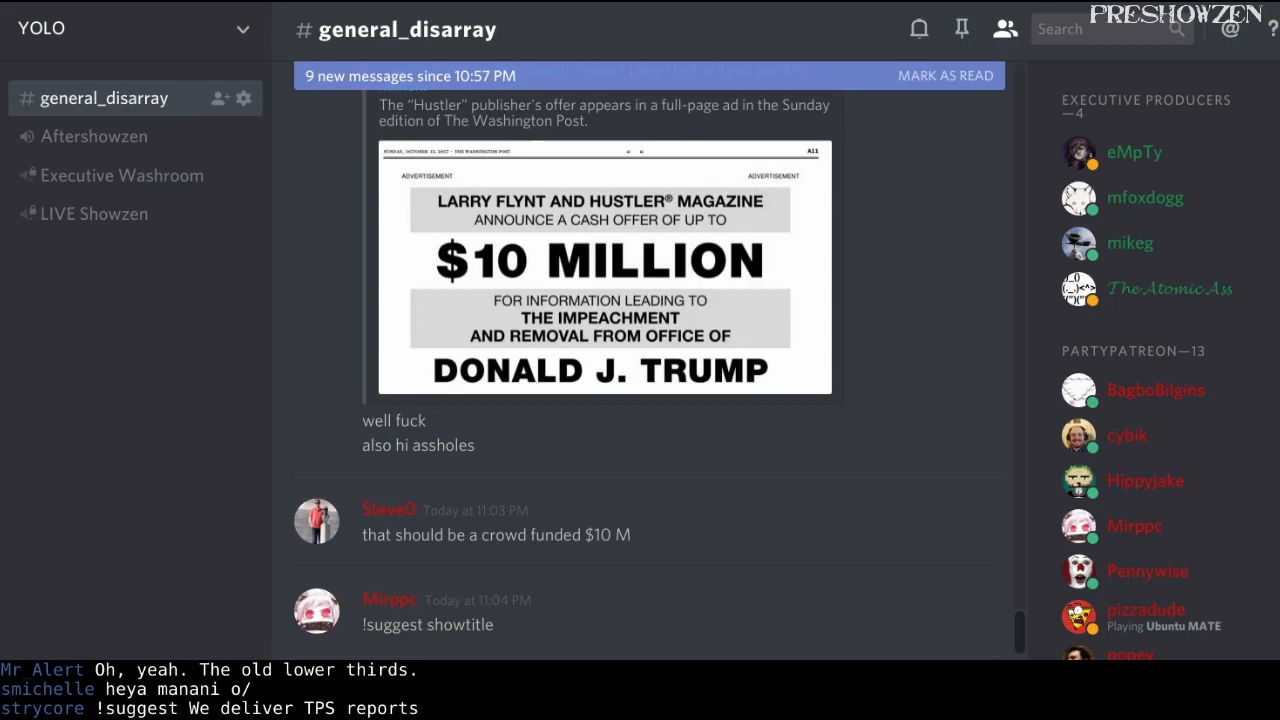 PRESHOWZEN
YOLO
general_disarray
Aftershowzen
Executive Washroom
LIVE Showzen
# general_disarray
Search
@
?
9 new messages since 10:57 PM
MARK AS READ
The “Hustler” publisher's offer appears in a full-page ad in the Sunday
edition of The Washington Post.
SUNDAY, OCTOBER 15, 2017 - THE WASHINGTON POST
A11
ADVERTISEMENT
ADVERTISEMENT
LARRY FLYNT AND HUSTLER® MAGAZINE
ANNOUNCE A CASH OFFER OF UP TO
$10 MILLION
FOR INFORMATION LEADING TO
THE IMPEACHMENT
AND REMOVAL FROM OFFICE OF
DONALD J. TRUMP
well fuck
also hi assholes
Steve0 Today at 11:03 PM
that should be a crowd funded $10 M
Mirppc Today at 11:04 PM
!suggest showtitle
EXECUTIVE PRODUCERS
—4
eMpTy
mfoxdogg
mikeg
The Atomic Ass
PARTYPATREON—13
BagboBilgins
cybik
Hippyjake
Mirppc
Pennywise
pizzadude
Playing Ubuntu MATE
popey
Mr_Alert Oh, yeah. The old lower thirds.
smichelle heya manani o/
strycore !suggest We deliver TPS reports